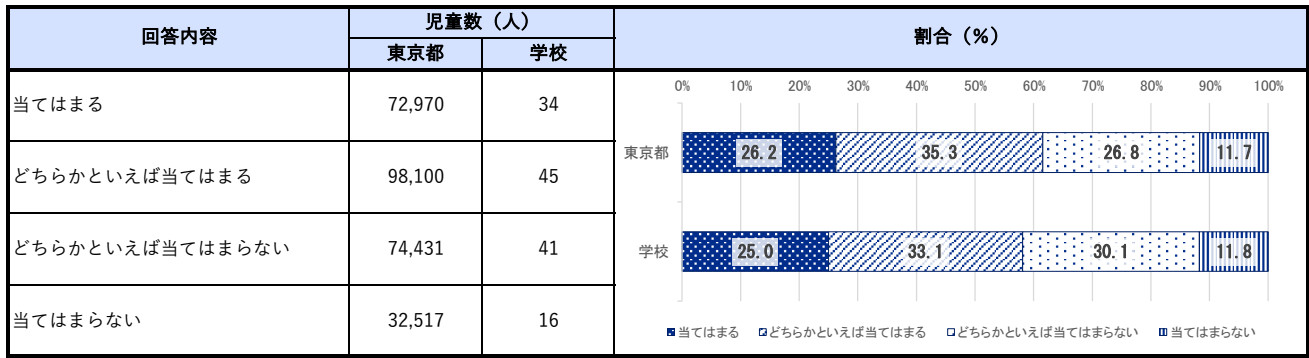 回答内容 児童数（人） 割合（%）
東京都 学校
当てはまる 72,970 34
どちらかといえば当てはまる 98,100 45
どちらかといえば当てはまらない 74,431 41
当てはまらない 32,517 16
0% 10% 20% 30% 40% 50% 60% 70% 80% 90% 100%
東京都 26.2 35.3 26.8 11.7
学校 25.0 33.1 30.1 11.8
当てはまる どちらかといえば当てはまる どちらかといえば当てはまらない 当てはまらない